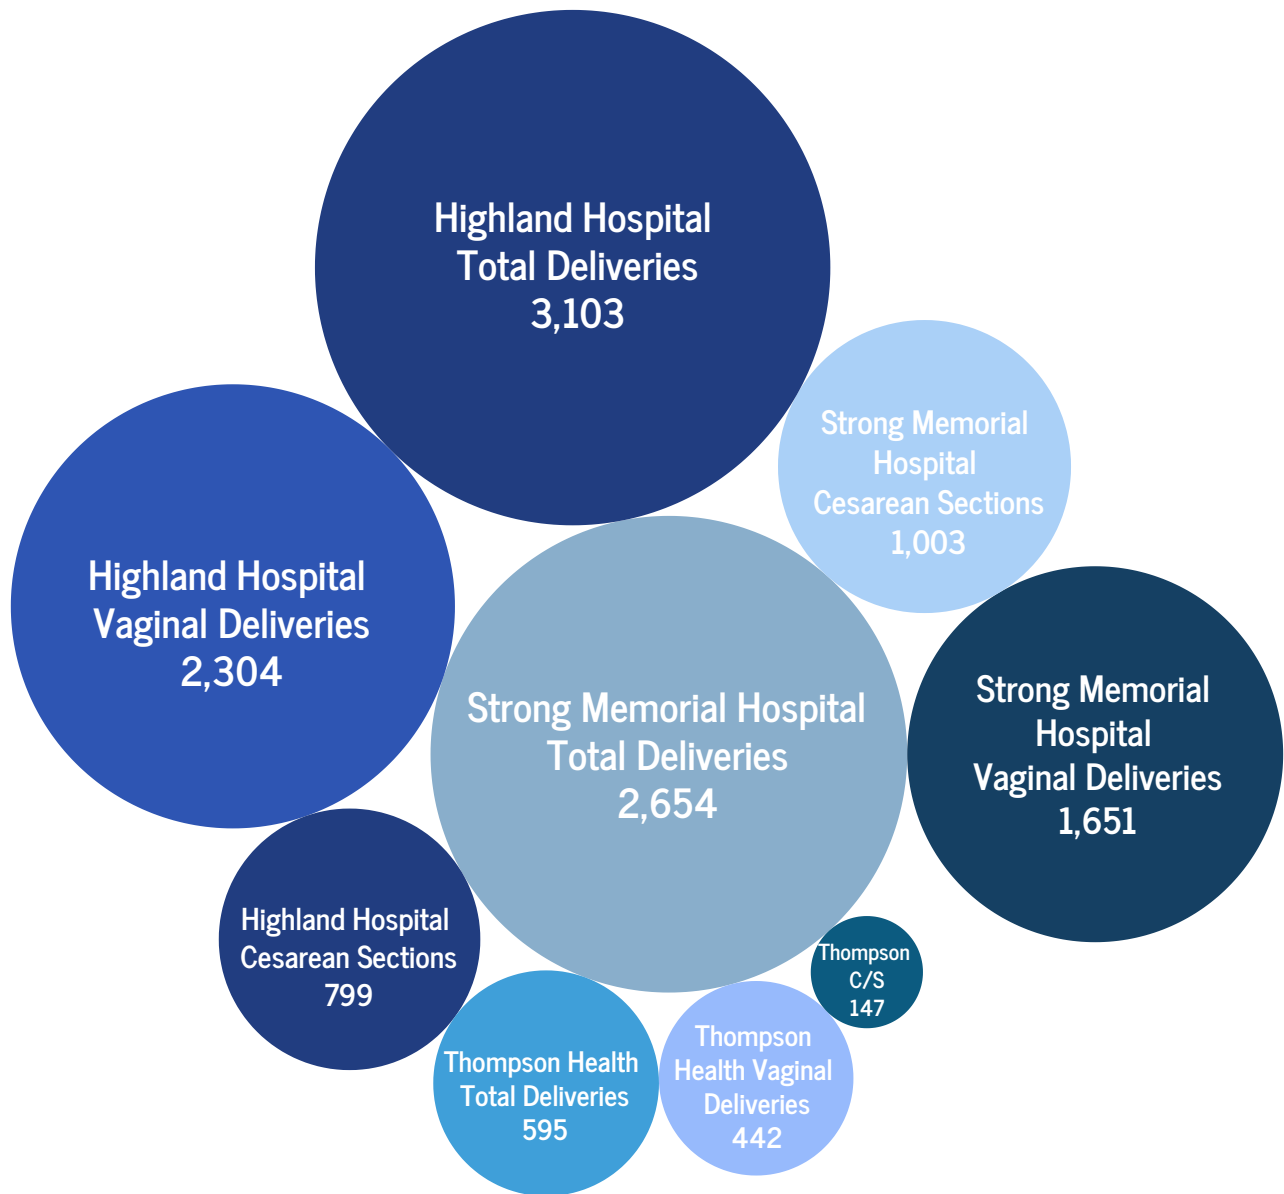 Highland Hospital
Total Deliveries
3,103
Strong Memorial
Hospital
Cesarean Sections
1,003
Highland Hospital
Vaginal Deliveries
2,304
Strong Memorial Hospital
Total Deliveries
2,654
Strong Memorial
Hospital
Vaginal Deliveries
1,651
Highland Hospital
Cesarean Sections
799
Thompson
C/S
147
Thompson Health
Total Deliveries
595
Thompson
Health Vaginal
Deliveries
442